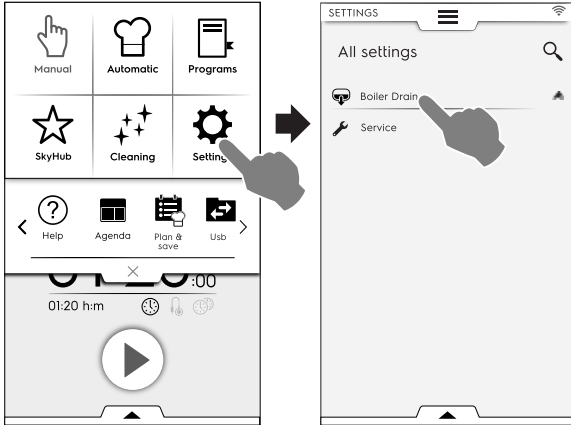 Manual Automatic Programs
SkyHub Cleaning
Help Agenda Plan & save Usb
:00
01:20 h:m
SETTINGS
All settings
Boiler Drain
Service